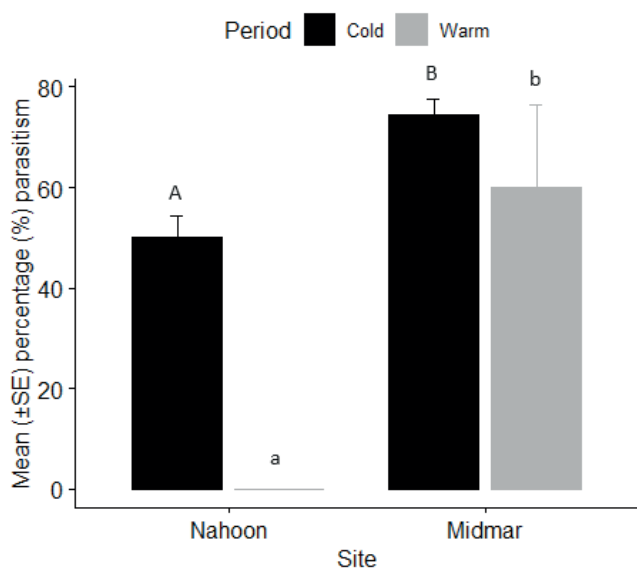 Period Cold Warm
Mean (±SE) percentage (%) parasitism
80
60
40
20
0
A
a
B
b
Nahoon Midmar
Site